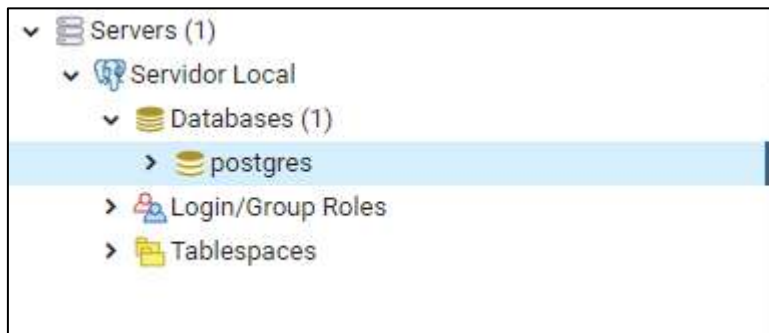 Servers (1)
Servidor Local
Databases (1)
postgres
Login/Group Roles
Tablespaces